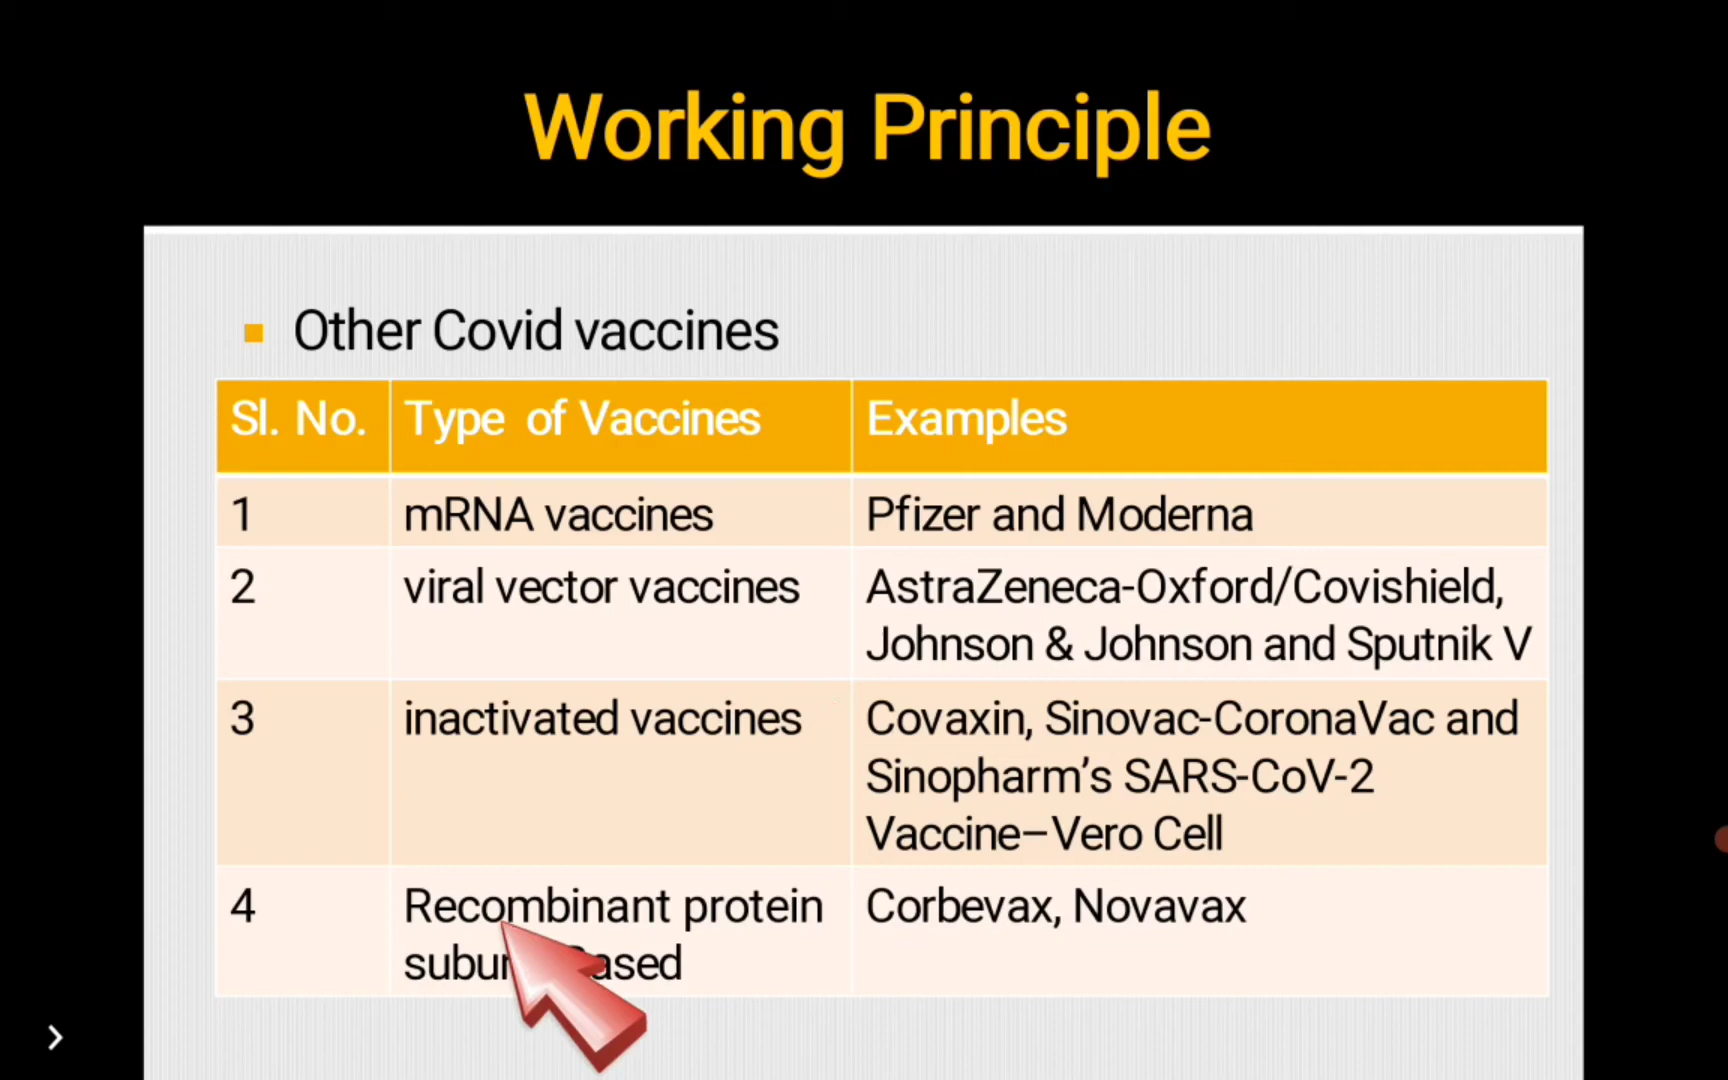 Working Principle
Other Covid vaccines
Sl. No. Type of Vaccines Examples
1 mRNA vaccines Pfizer and Moderna
2 viral vector vaccines AstraZeneca-Oxford/Covishield,
Johnson & Johnson and Sputnik V
3 inactivated vaccines Covaxin, Sinovac-CoronaVac and
Sinopharm’s SARS-CoV-2
Vaccine–Vero Cell
4 Recombinant protein Corbevax, Novavax